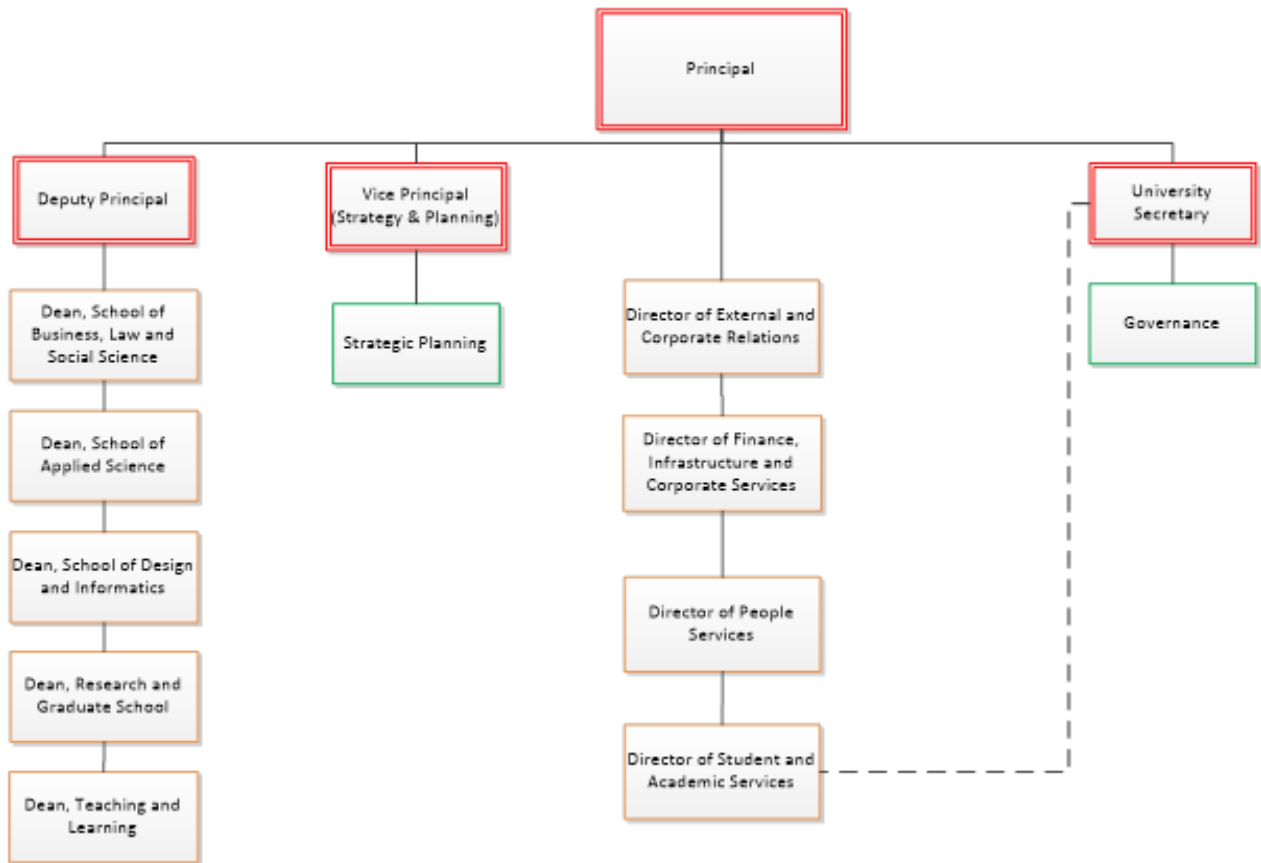 Principal
Deputy Principal
Vice Principal
(Strategy & Planning)
University
Secretary
Dean, School of
Business, Law and
Social Science
Strategic Planning
Director of External and
Corporate Relations
Governance
Dean, School of
Applied Science
Director of Finance,
Infrastructure and
Corporate Services
Dean, School of Design
and Informatics
Director of People
Services
Dean, Research and
Graduate School
Director of Student and
Academic Services
Dean, Teaching and
Learning